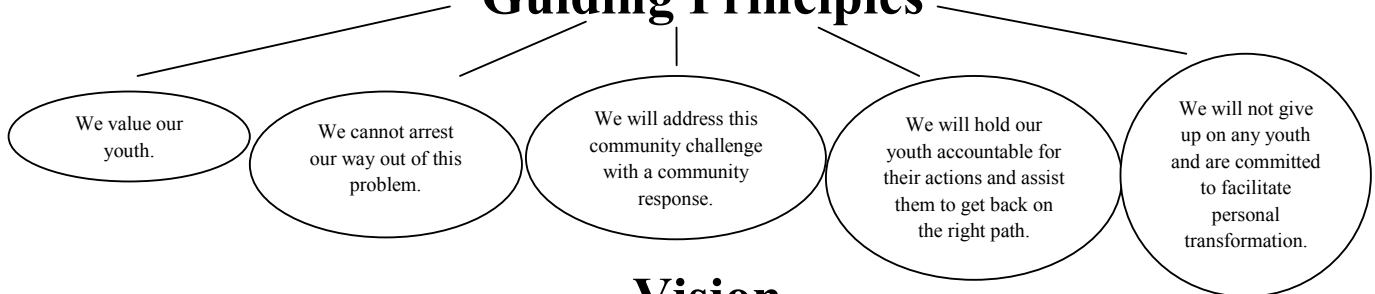 Guiding Principles
We value our
youth.
We cannot arrest
our way out of this
problem.
We will address this
community challenge
with a community
response.
We will hold our
youth accountable for
their actions and assist
them to get back on
the right path.
We will not give
up on any youth
and are committed
to facilitate
personal
transformation.
Vision